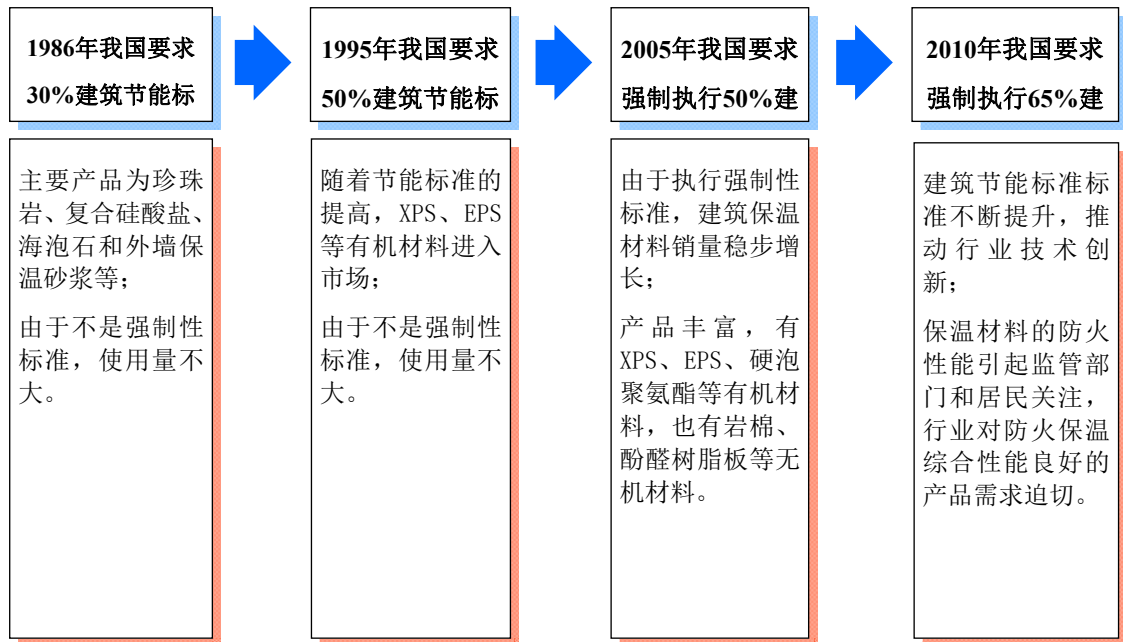 1986年我国要求
30%建筑节能标
1995年我国要求
50%建筑节能标
2005年我国要求
强制执行50%建
2010年我国要求
强制执行65%建
主要产品为珍珠
岩、复合硅酸盐、
海泡石和外墙保
温砂浆等；
由于不是强制性
标准，使用量不
大。
随着节能标准的
提高，XPS、EPS
等有机材料进入
市场；
由于不是强制性
标准，使用量不
大。
由于执行强制性
标准，建筑保温
材料销量稳步增
长；
产品丰富，有
XPS、EPS、硬泡
聚氨酯等有机材
料，也有岩棉、
酚醛树脂板等无
机材料。
建筑节能标准标
准不断提升，推
动行业技术创
新；
保温材料的防火
性能引起监管部
门和居民关注，
行业对防火保温
综合性能良好的
产品需求迫切。